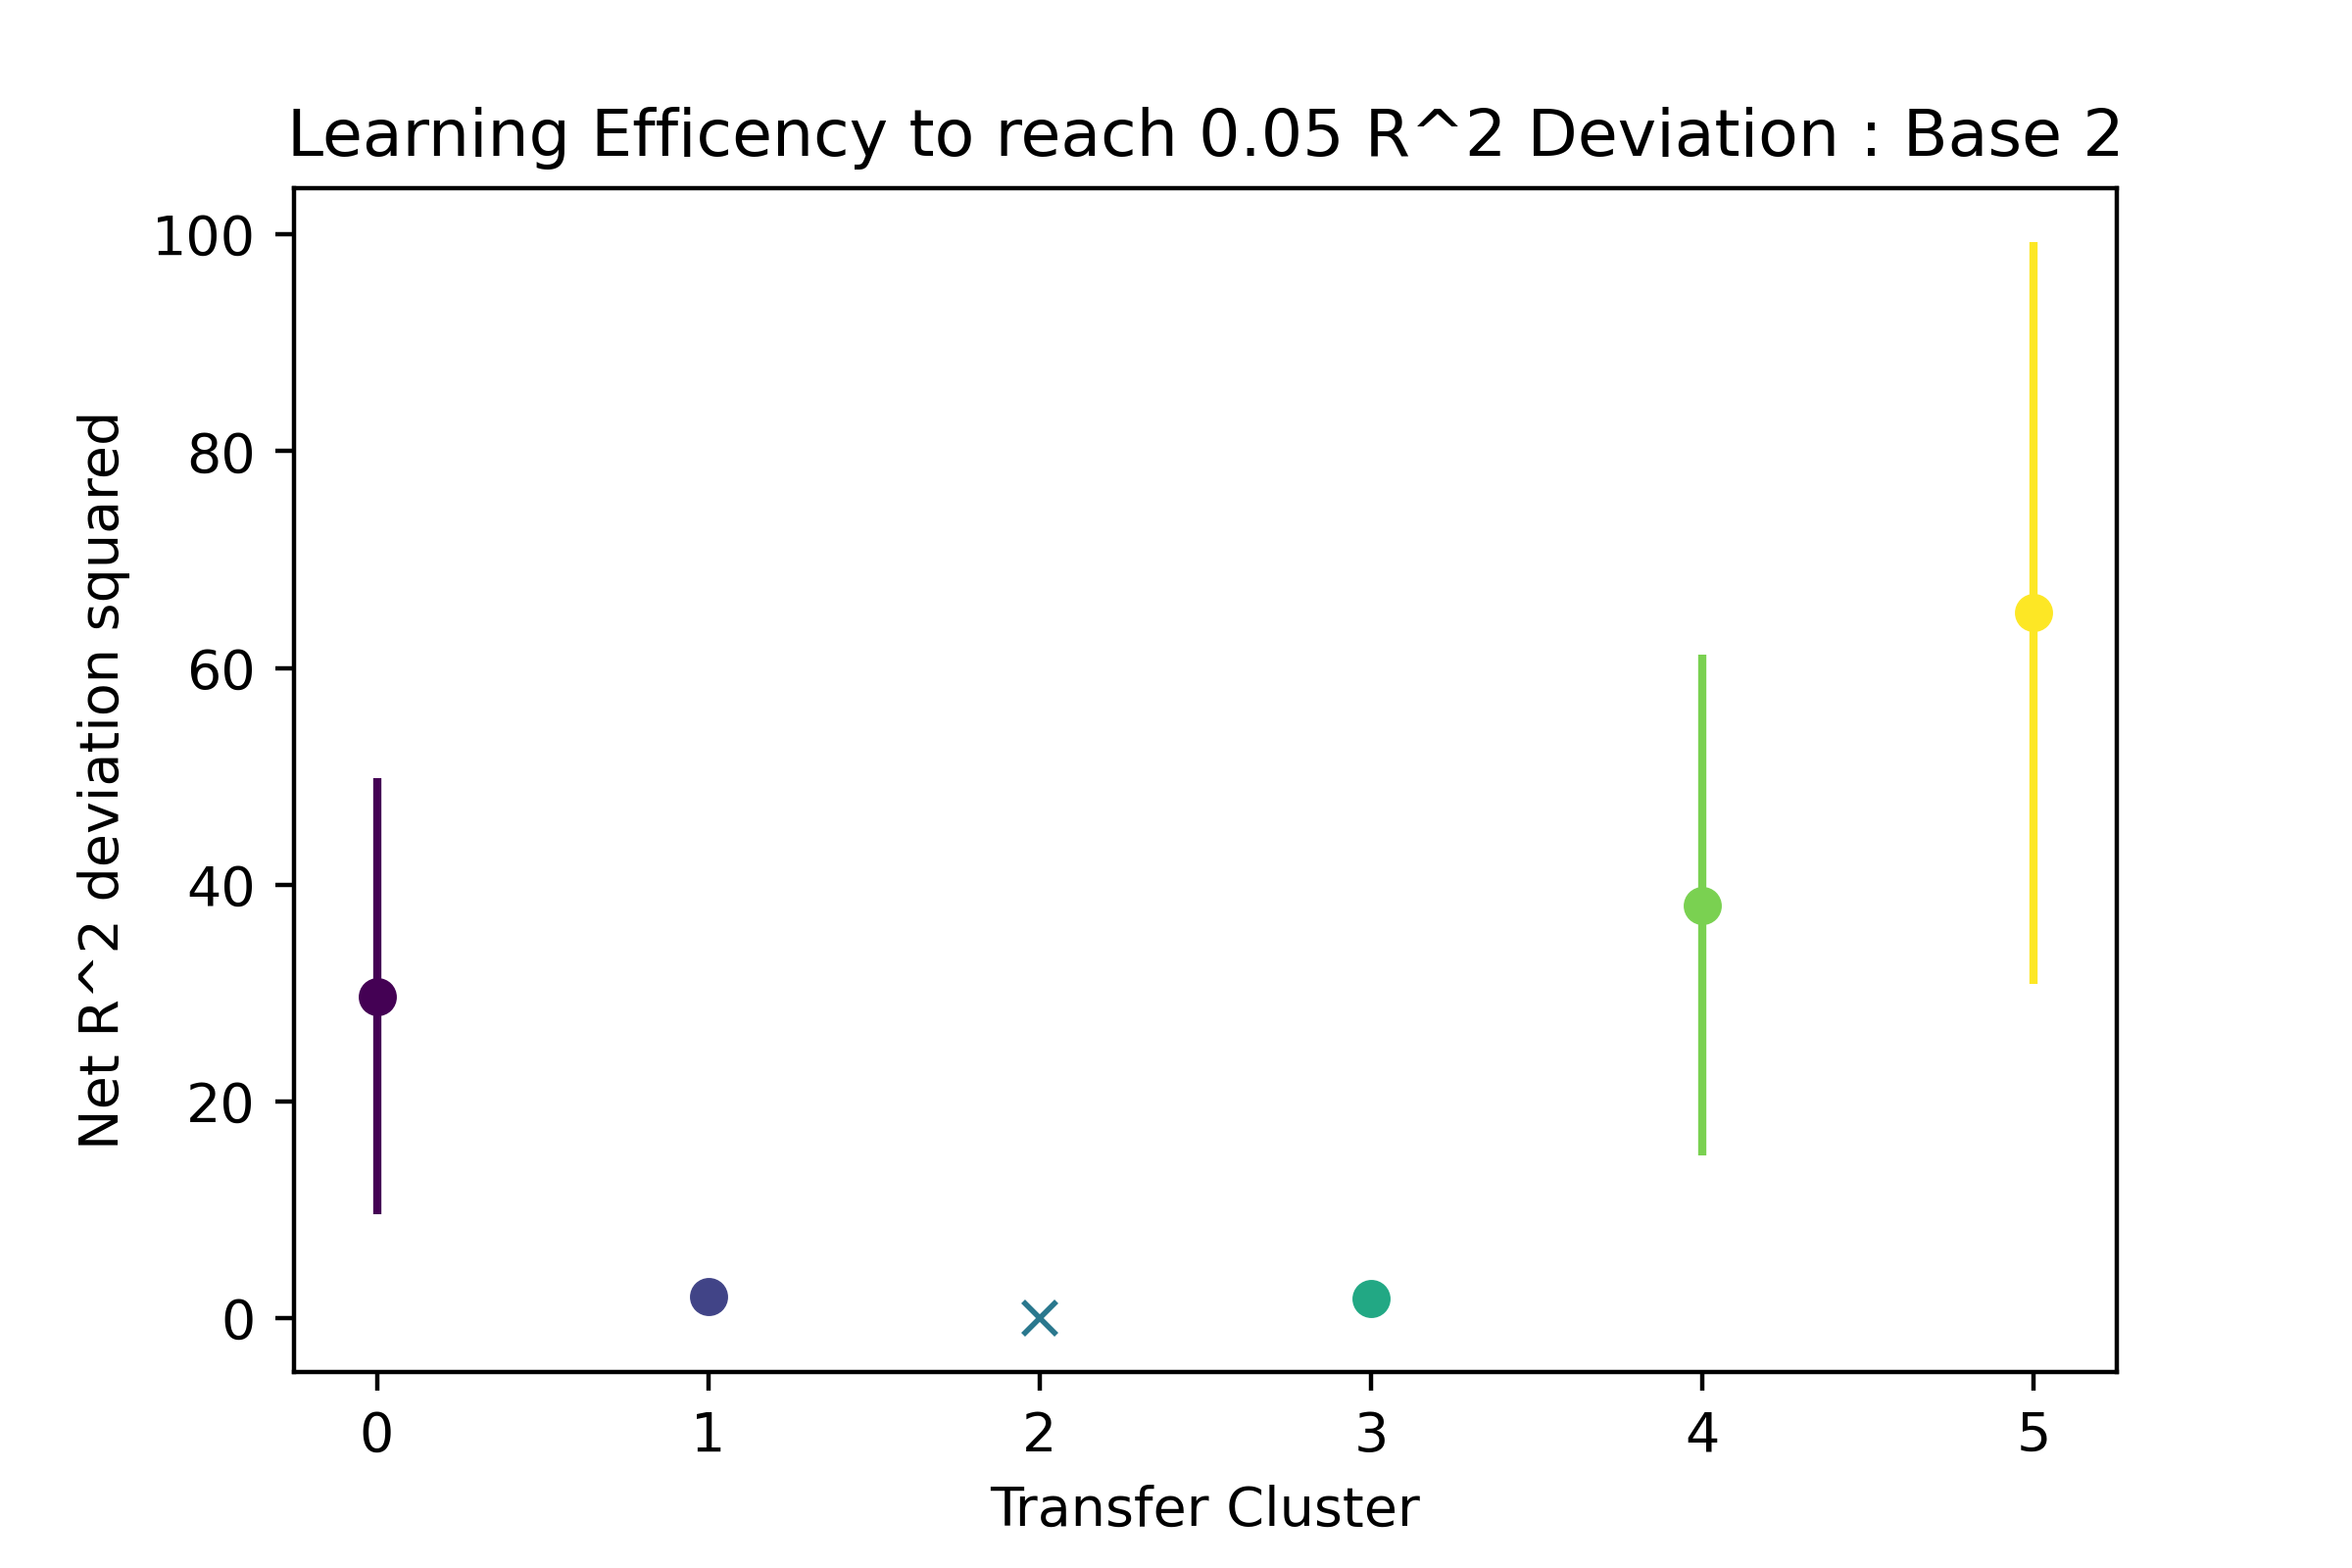 Learning Efficency to reach 0.05 R^2 Deviation : Base 2
Net R^2 deviation squared
100
80
60
40
20
0
0 1 2 3 4 5
Transfer Cluster